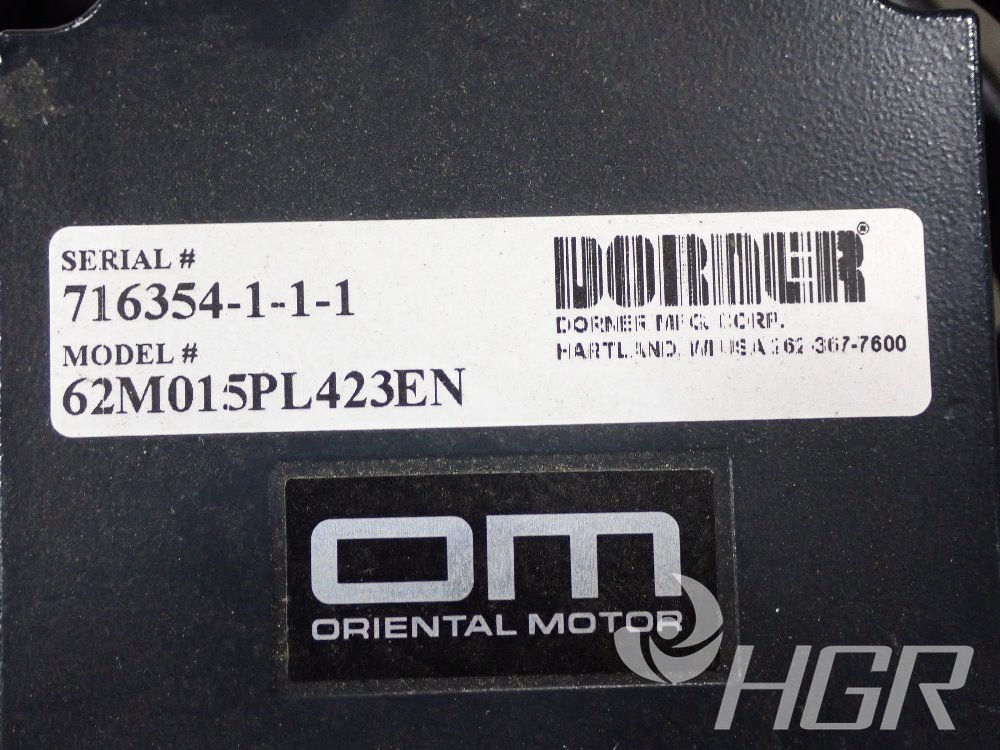 SERIAL #
716354-1-1-1
MODEL #
62M015PL423EN
DORNER®
DORNER MFG. CORP.
HARTLAND, WI USA 262-367-7600
om
ORIENTAL MOTOR
HGR